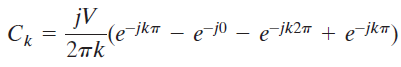 C_k = \frac{jV}{2\pi k}(e^{-jk\pi} - e^{-j0} - e^{-jk2\pi} + e^{-jk\pi})